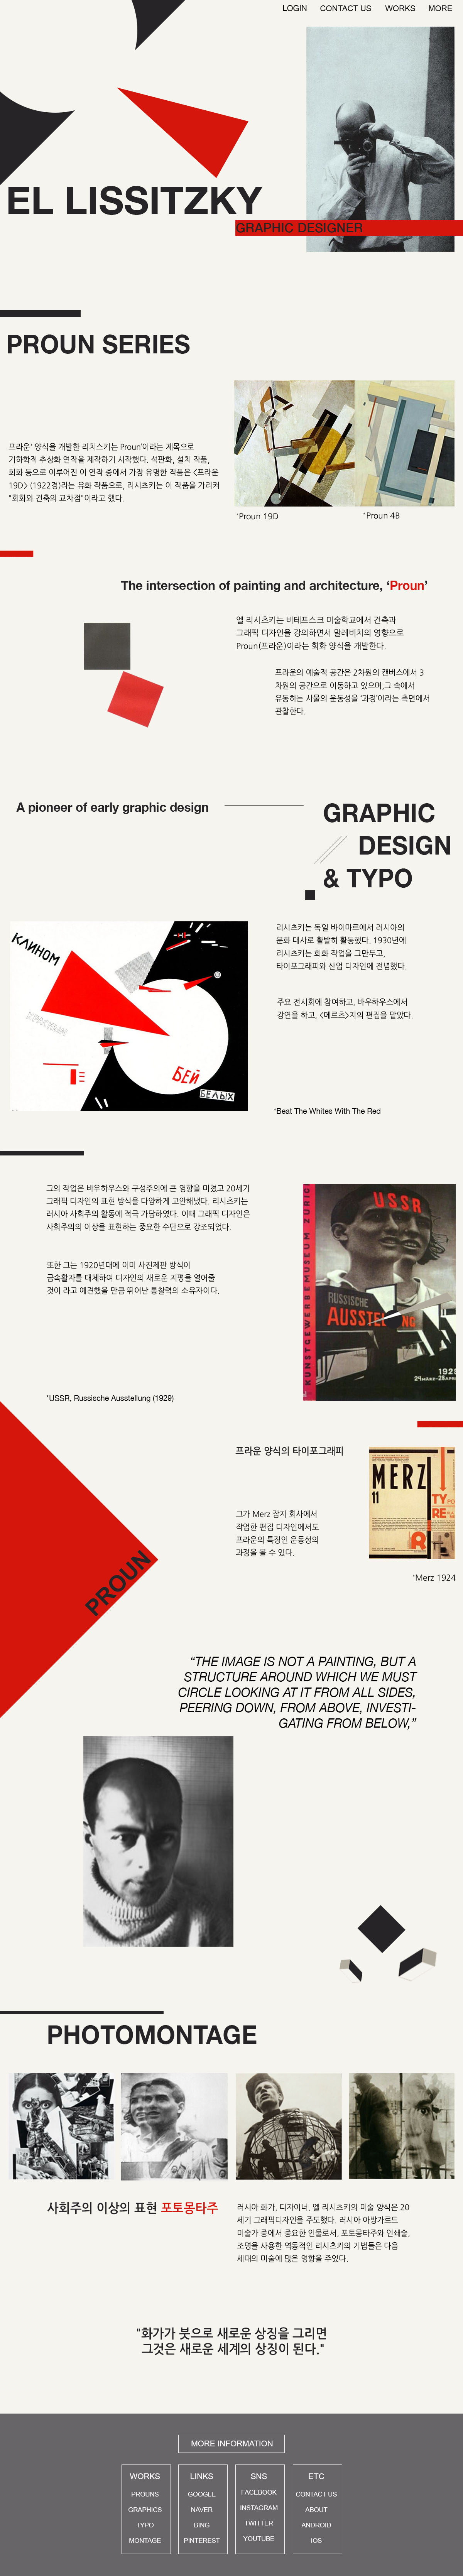 LOGIN CONTACT US WORKS MORE
EL LISSITZKY
GRAPHIC DESIGNER
PROUN SERIES
프라운' 양식을 개발한 리치스키는 Proun'이라는 제목으로
기하학적 추상화 연작을 제작하기 시작했다. 석판화, 설치 작품,
회화 등으로 이루어진 이 연작 중에서 가장 유명한 작품은 <프라운
19D> (1922경)라는 유화 작품으로, 리시츠키는 이 작품을 가리켜
"회화와 건축의 교차점"이라고 했다.
*Proun 19D
*Proun 4B
The intersection of painting and architecture, ‘Proun’
엘 리시츠키는 비테프스크 미술학교에서 건축과
그래픽 디자인을 강의하면서 말레비치의 영향으로
Proun(프라운)이라는 회화 양식을 개발한다.
프라운의 예술적 공간은 2차원의 캔버스에서 3
차원의 공간으로 이동하고 있으며,그 속에서
유동하는 사물의 운동성을 '과정'이라는 측면에서
관찰한다.
A pioneer of early graphic design
GRAPHIC
DESIGN
& TYPO
КЛИНОМ
КРАСНЫМ
БЕЙ
БЕЛЫХ
리시츠키는 독일 바이마르에서 러시아의
문화 대사로 활발히 활동했다. 1930년에
리시츠키는 회화 작업을 그만두고,
타이포그래피와 산업 디자인에 전념했다.
주요 전시회에 참여하고, 바우하우스에서
강연을 하고, <메르츠>지의 편집을 맡았다.
*Beat The Whites With The Red
그의 작업은 바우하우스와 구성주의에 큰 영향을 미쳤고 20세기
그래픽 디자인의 표현 방식을 다양하게 고안해냈다. 리시츠키는
러시아 사회주의 활동에 적극 가담하였다. 이때 그래픽 디자인은
사회주의의 이상을 표현하는 중요한 수단으로 강조되었다.
또한 그는 1920년대에 이미 사진제판 방식이
금속활자를 대체하여 디자인의 새로운 지평을 열어줄
것이 라고 예견했을 만큼 뛰어난 통찰력의 소유자이다.
*USSR, Russische Ausstellung (1929)
KUNSTGEWERBEMUSEUM ZÜRICH
USSR
RUSSISCHE
AUSSTELLUNG
1929
프라운 양식의 타이포그래피
그가 Merz 잡지 회사에서
작업한 편집 디자인에서도
프라운의 특징인 운동성의
과정을 볼 수 있다.
MERZ
11
TY
RE
R
*Merz 1924
PROUN
“THE IMAGE IS NOT A PAINTING, BUT A
STRUCTURE AROUND WHICH WE MUST
CIRCLE LOOKING AT IT FROM ALL SIDES,
PEERING DOWN, FROM ABOVE, INVESTI-
GATING FROM BELOW,”
PHOTOMONTAGE
사회주의 이상의 표현 포토몽타주
러시아 화가, 디자이너. 엘 리시츠키의 미술 양식은 20
세기 그래픽디자인을 주도했다. 러시아 아방가르드
미술가 중에서 중요한 인물로서, 포토몽타주와 인쇄술,
조명을 사용한 역동적인 리시츠키의 기법들은 다음
세대의 미술에 많은 영향을 주었다.
"화가가 붓으로 새로운 상징을 그리면
그것은 새로운 세계의 상징이 된다."
MORE INFORMATION
WORKS
PROUNS
GRAPHICS
TYPO
MONTAGE
LINKS
GOOGLE
NAVER
BING
PINTEREST
SNS
FACEBOOK
INSTAGRAM
TWITTER
YOUTUBE
ETC
CONTACT US
ABOUT
ANDROID
IOS